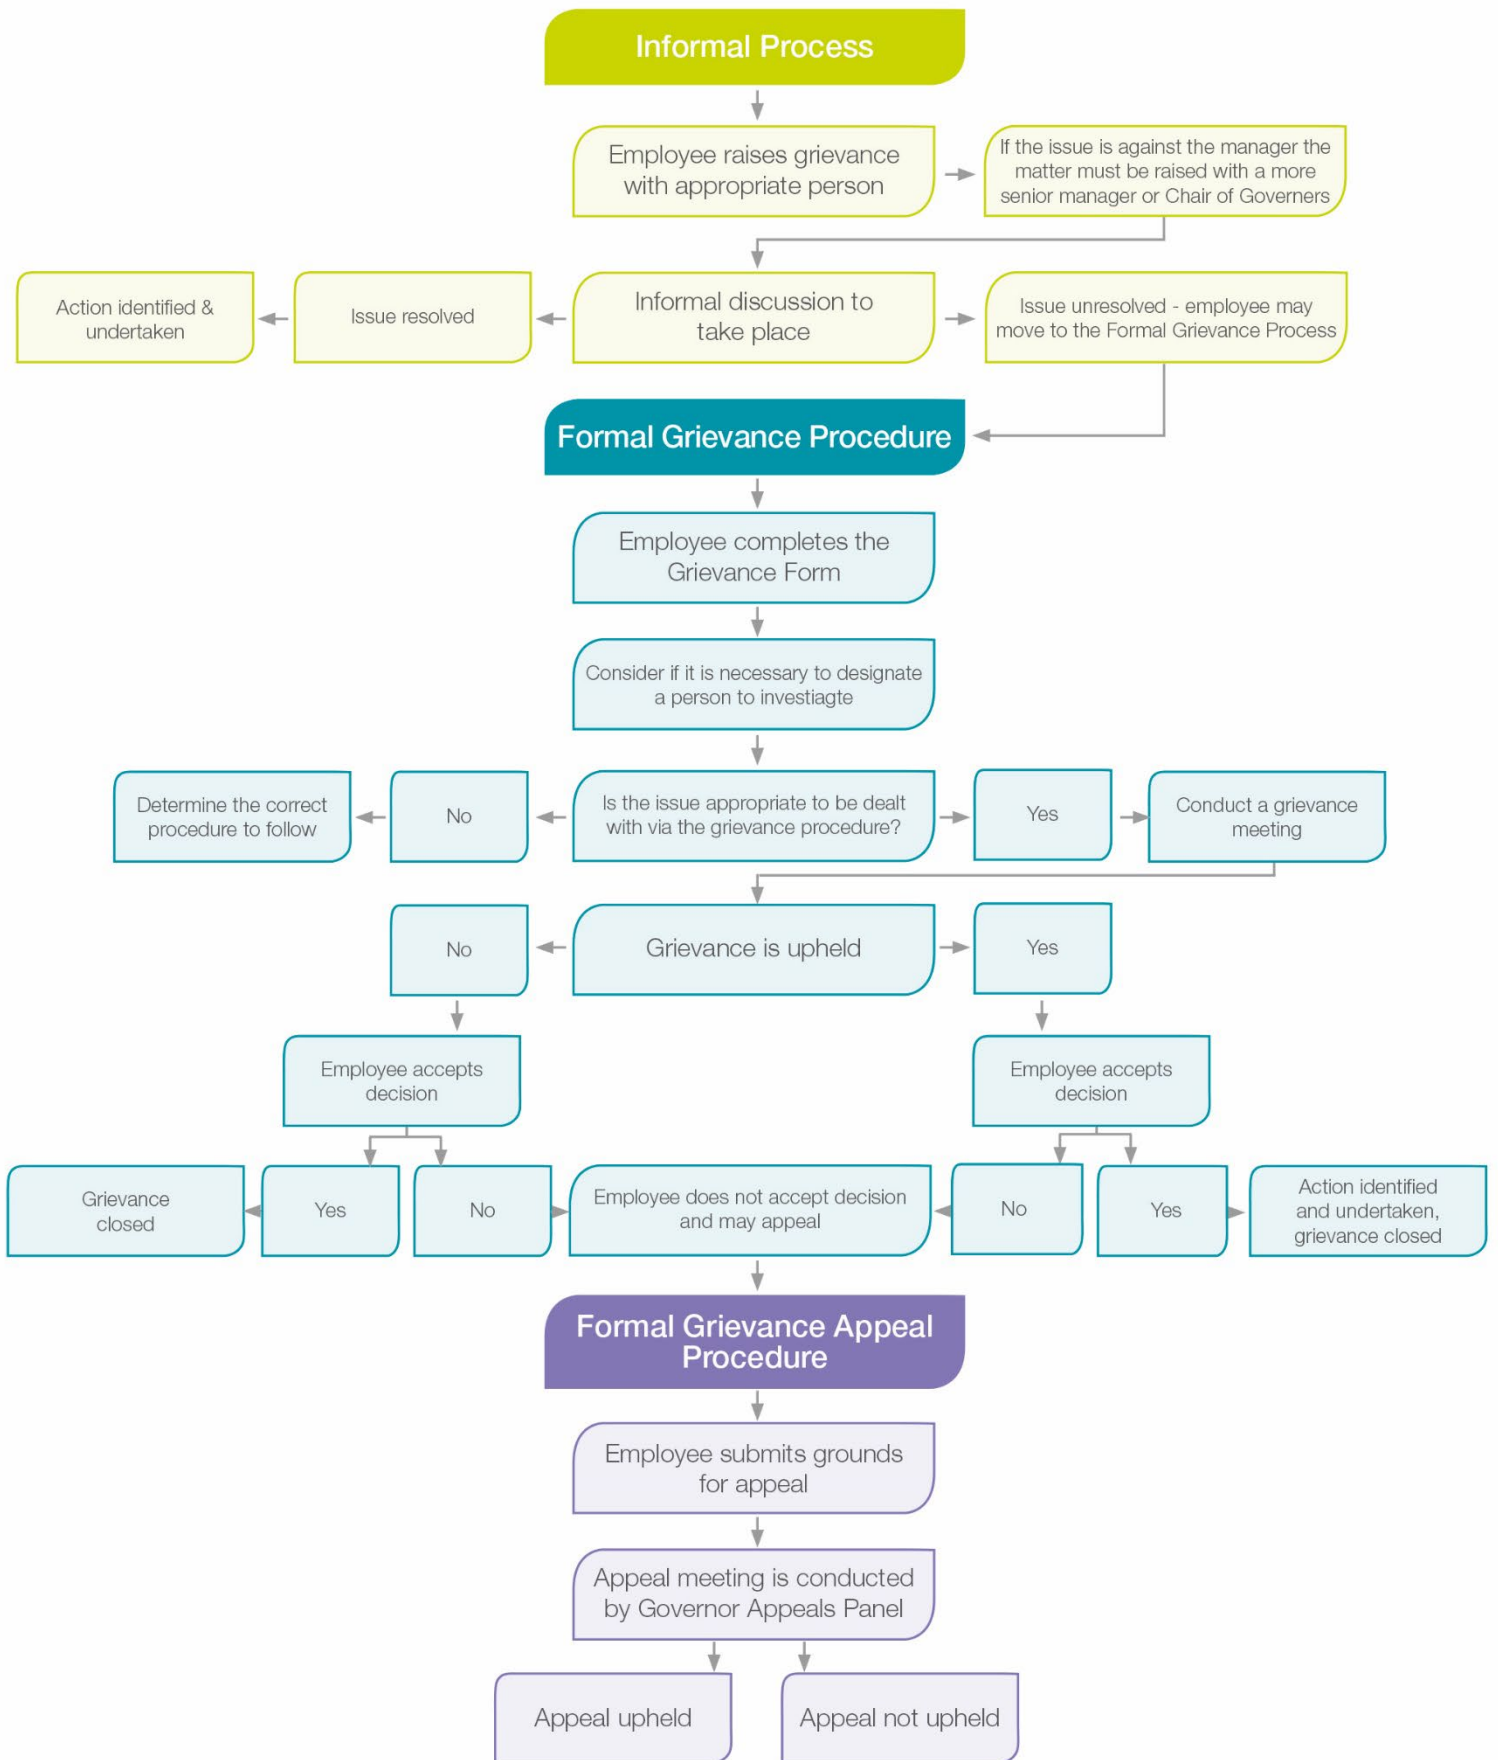 Informal Process
Employee raises grievance
with appropriate person
If the issue is against the manager the
matter must be raised with a more
senior manager or Chair of Governers
Action identified &
undertaken
Issue resolved
Informal discussion to
take place
Issue unresolved - employee may
move to the Formal Grievance Process
Formal Grievance Procedure
Employee completes the
Grievance Form
Consider if it is necessary to designate
a person to investiagte
Determine the correct
procedure to follow
No
Is the issue appropriate to be dealt
with via the grievance procedure?
Yes
Conduct a grievance
meeting
No
Grievance is upheld
Yes
Employee accepts
decision
Employee accepts
decision
Grievance
closed
Yes
No
Employee does not accept decision
and may appeal
No
Yes
Action identified
and undertaken,
grievance closed
Formal Grievance Appeal
Procedure
Employee submits grounds
for appeal
Appeal meeting is conducted
by Governor Appeals Panel
Appeal upheld
Appeal not upheld